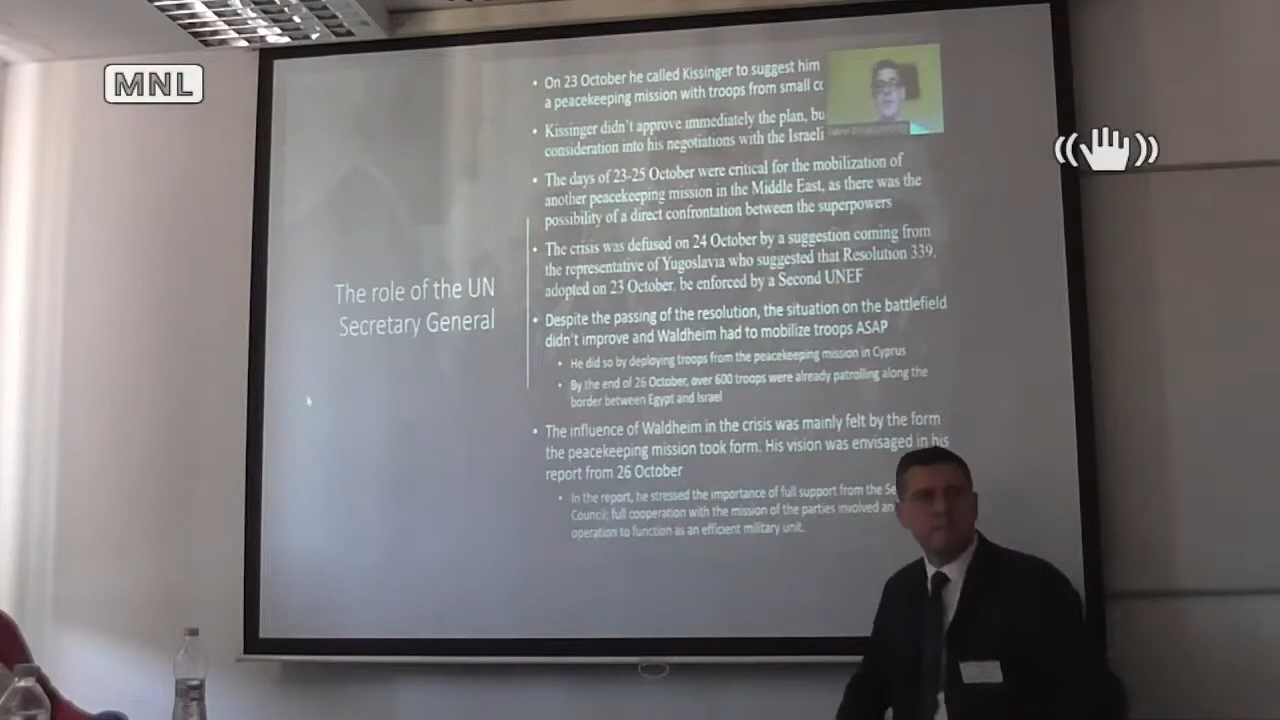 MNL
The role of the UN
Secretary General
• On 23 October he called Kissinger to suggest him
a peacekeeping mission with troops from small
• Kissinger didn't approve immediately the plan,
consideration into his negotiations with the Israeli
• The days of 23-25 October were critical for the mobilization of
another peacekeeping mission in the Middle East, as there was the
possibility of a direct confrontation between the superpowers
• The crisis was defused on 24 October by a suggestion coming from
the representative of Yugoslavia who suggested that Resolution 339,
adopted on 23 October, be enforced by a Second UNEF
• Despite the passing of the resolution, the situation on the battlefield
didn't improve and Waldheim had to mobilize troops ASAP
• He did so by deploying troops from the peacekeeping mission in Cyprus
• By the end of 26 October, over 600 troops were already patrolling along the
border between Egypt and Israel
• The influence of Waldheim in the crisis was mainly felt by the form
the peacekeeping mission took form. His vision was envisaged in his
report from 26 October
• In the report, he stressed the importance of full support from the
Council; full cooperation with the mission of the parties involved
operation to function as an efficient military unit.